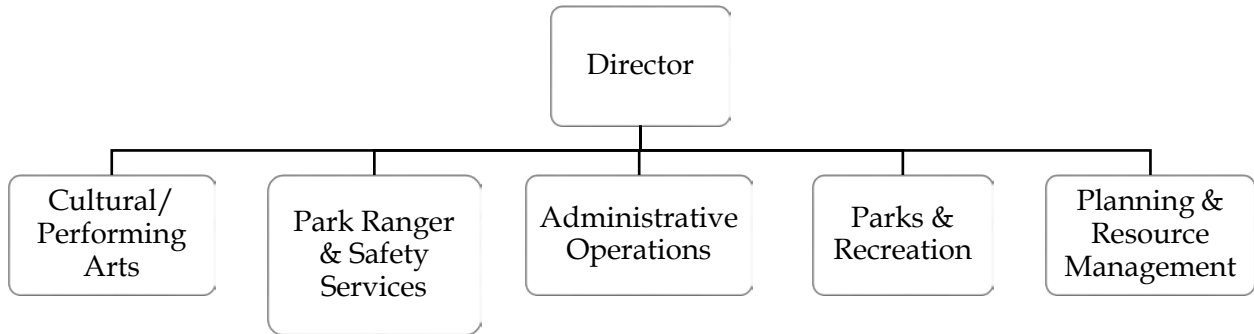 Director
Cultural/
Performing
Arts
Park Ranger
& Safety
Services
Administrative
Operations
Parks &
Recreation
Planning &
Resource
Management